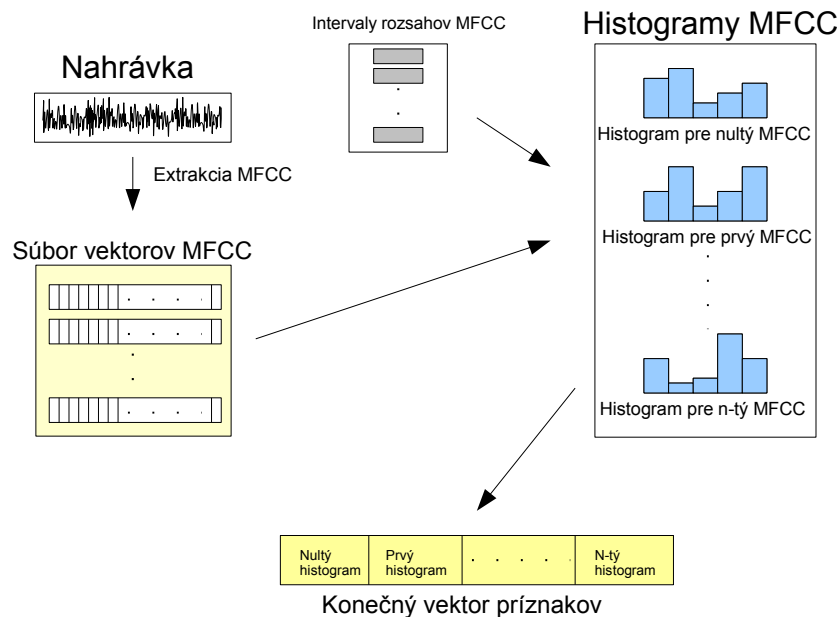 Intervaly rozsahov MFCC
Histogramy MFCC
Nahrávka
Histogram pre nultý MFCC
Extrakcia MFCC
Histogram pre prvý MFCC
Súbor vektorov MFCC
Histogram pre n-tý MFCC
Nultý
histogram
Prvý
histogram
N-tý
histogram
Konečný vektor príznakov